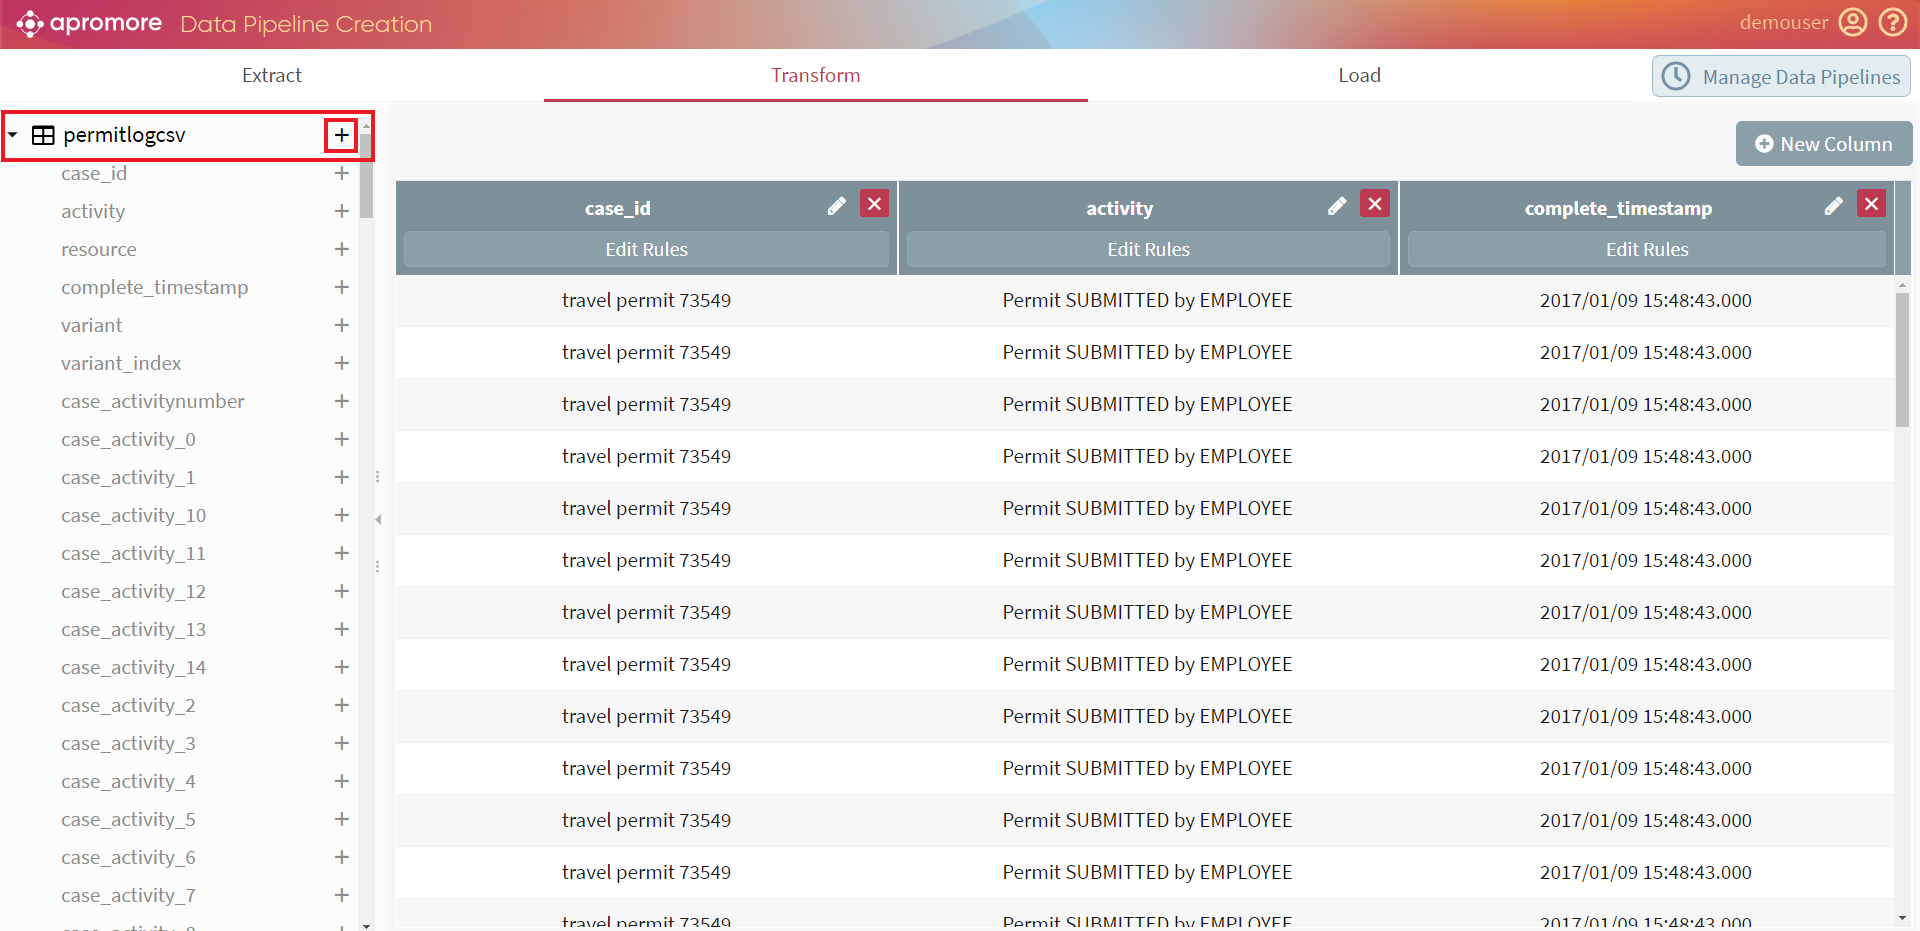 apromore Data Pipeline Creation demouser
Extract Transform Load Manage Data Pipelines
permitlogcsv
case_id
activity
resource
complete_timestamp
variant
variant_index
case_activitynumber
case_activity_0
case_activity_1
case_activity_10
case_activity_11
case_activity_12
case_activity_13
case_activity_14
case_activity_2
case_activity_3
case_activity_4
case_activity_5
case_activity_6
case_activity_7
New Column
case_id activity complete_timestamp
Edit Rules Edit Rules Edit Rules
travel permit 73549 Permit SUBMITTED by EMPLOYEE 2017/01/09 15:48:43.000
travel permit 73549 Permit SUBMITTED by EMPLOYEE 2017/01/09 15:48:43.000
travel permit 73549 Permit SUBMITTED by EMPLOYEE 2017/01/09 15:48:43.000
travel permit 73549 Permit SUBMITTED by EMPLOYEE 2017/01/09 15:48:43.000
travel permit 73549 Permit SUBMITTED by EMPLOYEE 2017/01/09 15:48:43.000
travel permit 73549 Permit SUBMITTED by EMPLOYEE 2017/01/09 15:48:43.000
travel permit 73549 Permit SUBMITTED by EMPLOYEE 2017/01/09 15:48:43.000
travel permit 73549 Permit SUBMITTED by EMPLOYEE 2017/01/09 15:48:43.000
travel permit 73549 Permit SUBMITTED by EMPLOYEE 2017/01/09 15:48:43.000
travel permit 73549 Permit SUBMITTED by EMPLOYEE 2017/01/09 15:48:43.000
travel permit 73549 Permit SUBMITTED by EMPLOYEE 2017/01/09 15:48:43.000
travel permit 73549 Permit SUBMITTED by EMPLOYEE 2017/01/09 15:48:43.000
travel permit 73549 Permit SUBMITTED by EMPLOYEE 2017/01/09 15:48:43.000